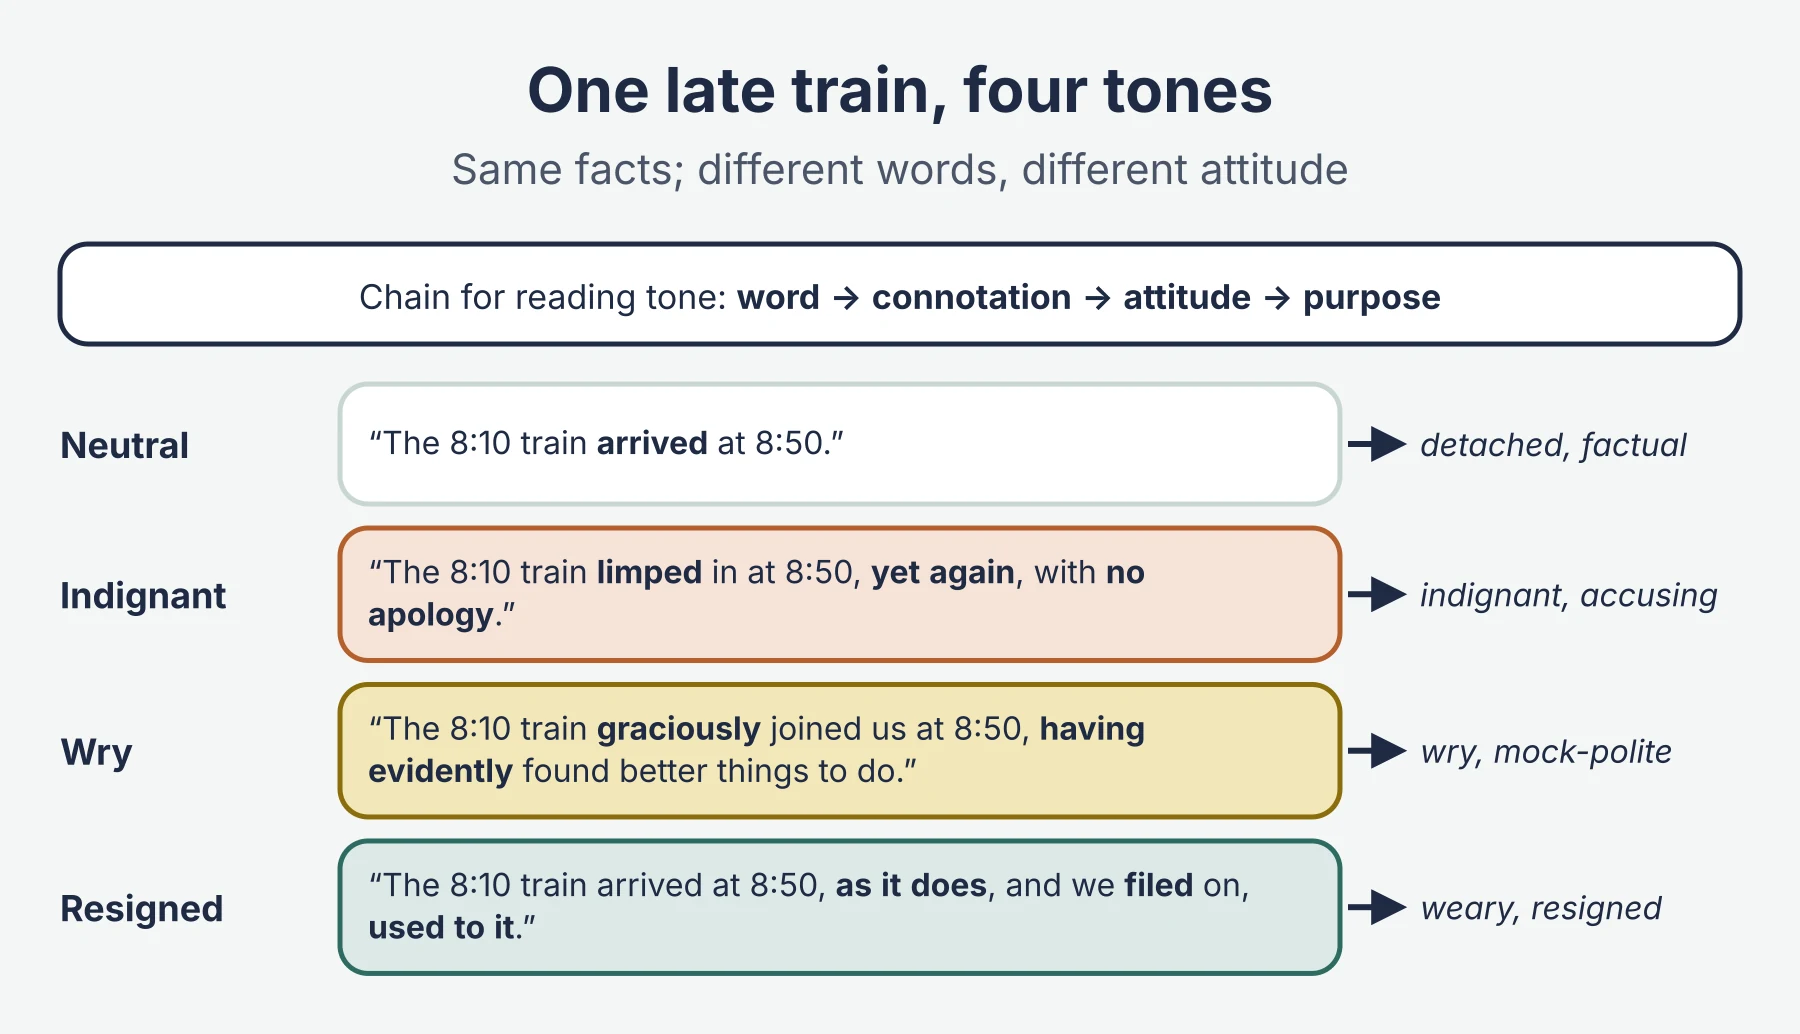 One late train, four tones
Same facts; different words, different attitude
Chain for reading tone: word → connotation → attitude → purpose
Neutral
“The 8:10 train arrived at 8:50.”
detached, factual
Indignant
“The 8:10 train limped in at 8:50, yet again, with no
apology.”
indignant, accusing
Wry
“The 8:10 train graciously joined us at 8:50, having
evidently found better things to do.”
wry, mock-polite
Resigned
“The 8:10 train arrived at 8:50, as it does, and we filed on,
used to it.”
weary, resigned